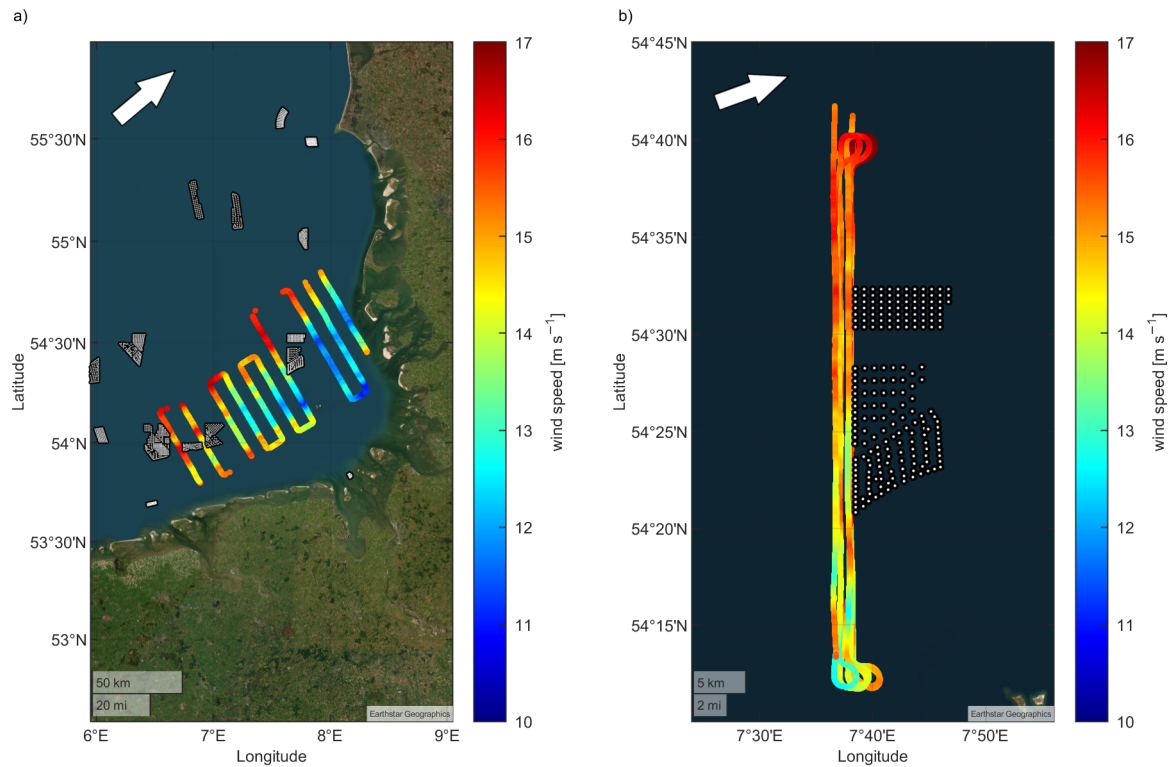 a)
55°30'N
55°N
54°30'N
54°N
53°30'N
53°N
Latitude
50 km
20 mi
Earthstar Geographics
6°E
7°E
8°E
9°E
Longitude
17
16
15
14
13
12
11
10
wind speed [m s⁻¹]
b)
54°45'N
54°40'N
54°35'N
54°30'N
54°25'N
54°20'N
54°15'N
Latitude
5 km
2 mi
Earthstar Geographics
7°30'E
7°40'E
7°50'E
Longitude
17
16
15
14
13
12
11
10
wind speed [m s⁻¹]